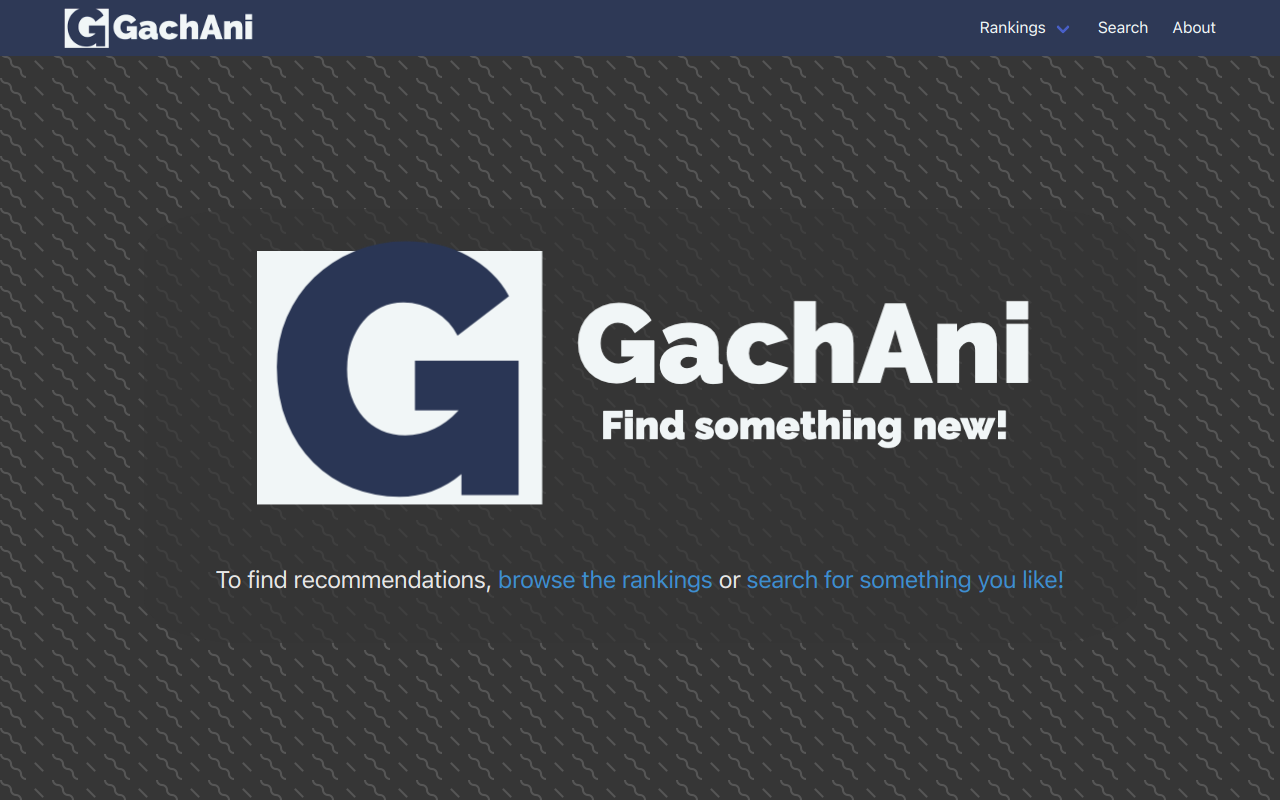 G GachAni
Rankings
Search
About
G
GachAni
Find something new!
To find recommendations, browse the rankings or search for something you like!